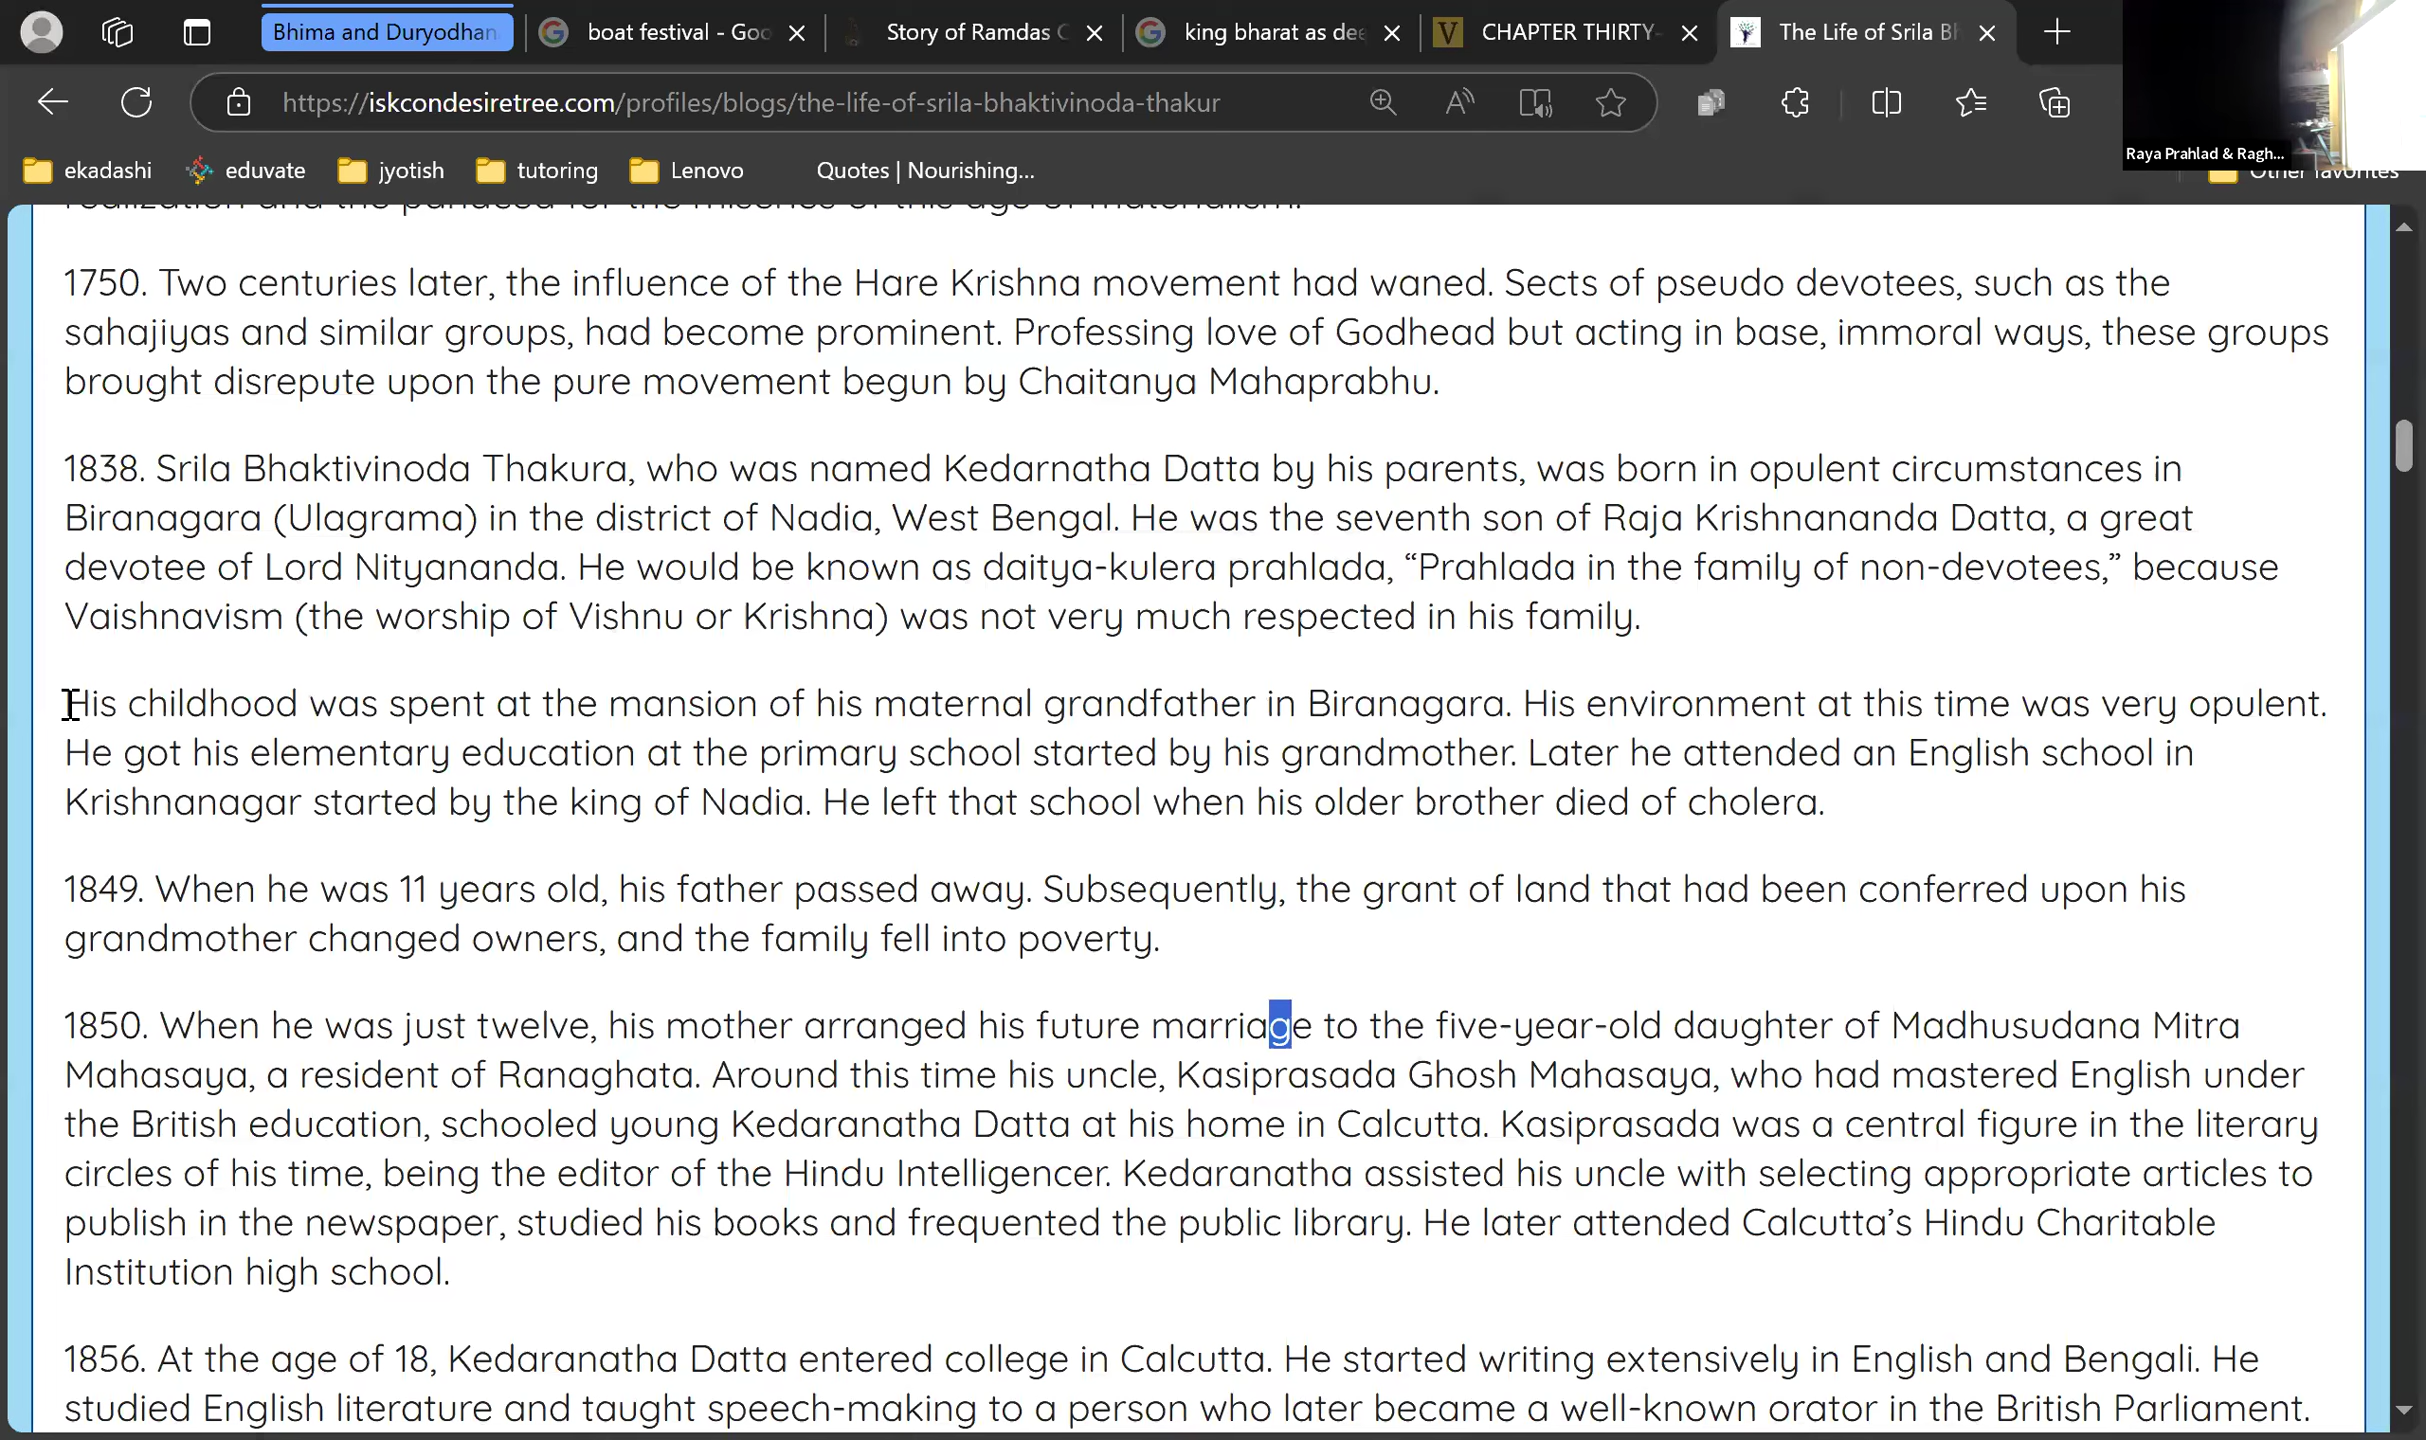 Bhima and Duryodhan
boat festival - Goo
Story of Ramdas
king bharat as dee
CHAPTER THIRTY-
The Life of Srila Bh
https://iskcondesiretree.com/profiles/blogs/the-life-of-srila-bhaktivinoda-thakur
Raya Prahlad & Ragh...
ekadashi
eduvate
jyotish
tutoring
Lenovo
Quotes | Nourishing...
Other favorites
realization and the panacea for the miseries of this age of materialism.
1750. Two centuries later, the influence of the Hare Krishna movement had waned. Sects of pseudo devotees, such as the
sahajiyas and similar groups, had become prominent. Professing love of Godhead but acting in base, immoral ways, these groups
brought disrepute upon the pure movement begun by Chaitanya Mahaprabhu.
1838. Srila Bhaktivinoda Thakura, who was named Kedarnatha Datta by his parents, was born in opulent circumstances in
Biranagara (Ulagrama) in the district of Nadia, West Bengal. He was the seventh son of Raja Krishnananda Datta, a great
devotee of Lord Nityananda. He would be known as daitya-kulera prahlada, “Prahlada in the family of non-devotees,” because
Vaishnavism (the worship of Vishnu or Krishna) was not very much respected in his family.
His childhood was spent at the mansion of his maternal grandfather in Biranagara. His environment at this time was very opulent.
He got his elementary education at the primary school started by his grandmother. Later he attended an English school in
Krishnanagar started by the king of Nadia. He left that school when his older brother died of cholera.
1849. When he was 11 years old, his father passed away. Subsequently, the grant of land that had been conferred upon his
grandmother changed owners, and the family fell into poverty.
1850. When he was just twelve, his mother arranged his future marriage to the five-year-old daughter of Madhusudana Mitra
Mahasaya, a resident of Ranaghata. Around this time his uncle, Kasiprasada Ghosh Mahasaya, who had mastered English under
the British education, schooled young Kedaranatha Datta at his home in Calcutta. Kasiprasada was a central figure in the literary
circles of his time, being the editor of the Hindu Intelligencer. Kedaranatha assisted his uncle with selecting appropriate articles to
publish in the newspaper, studied his books and frequented the public library. He later attended Calcutta’s Hindu Charitable
Institution high school.
1856. At the age of 18, Kedaranatha Datta entered college in Calcutta. He started writing extensively in English and Bengali. He
studied English literature and taught speech-making to a person who later became a well-known orator in the British Parliament.